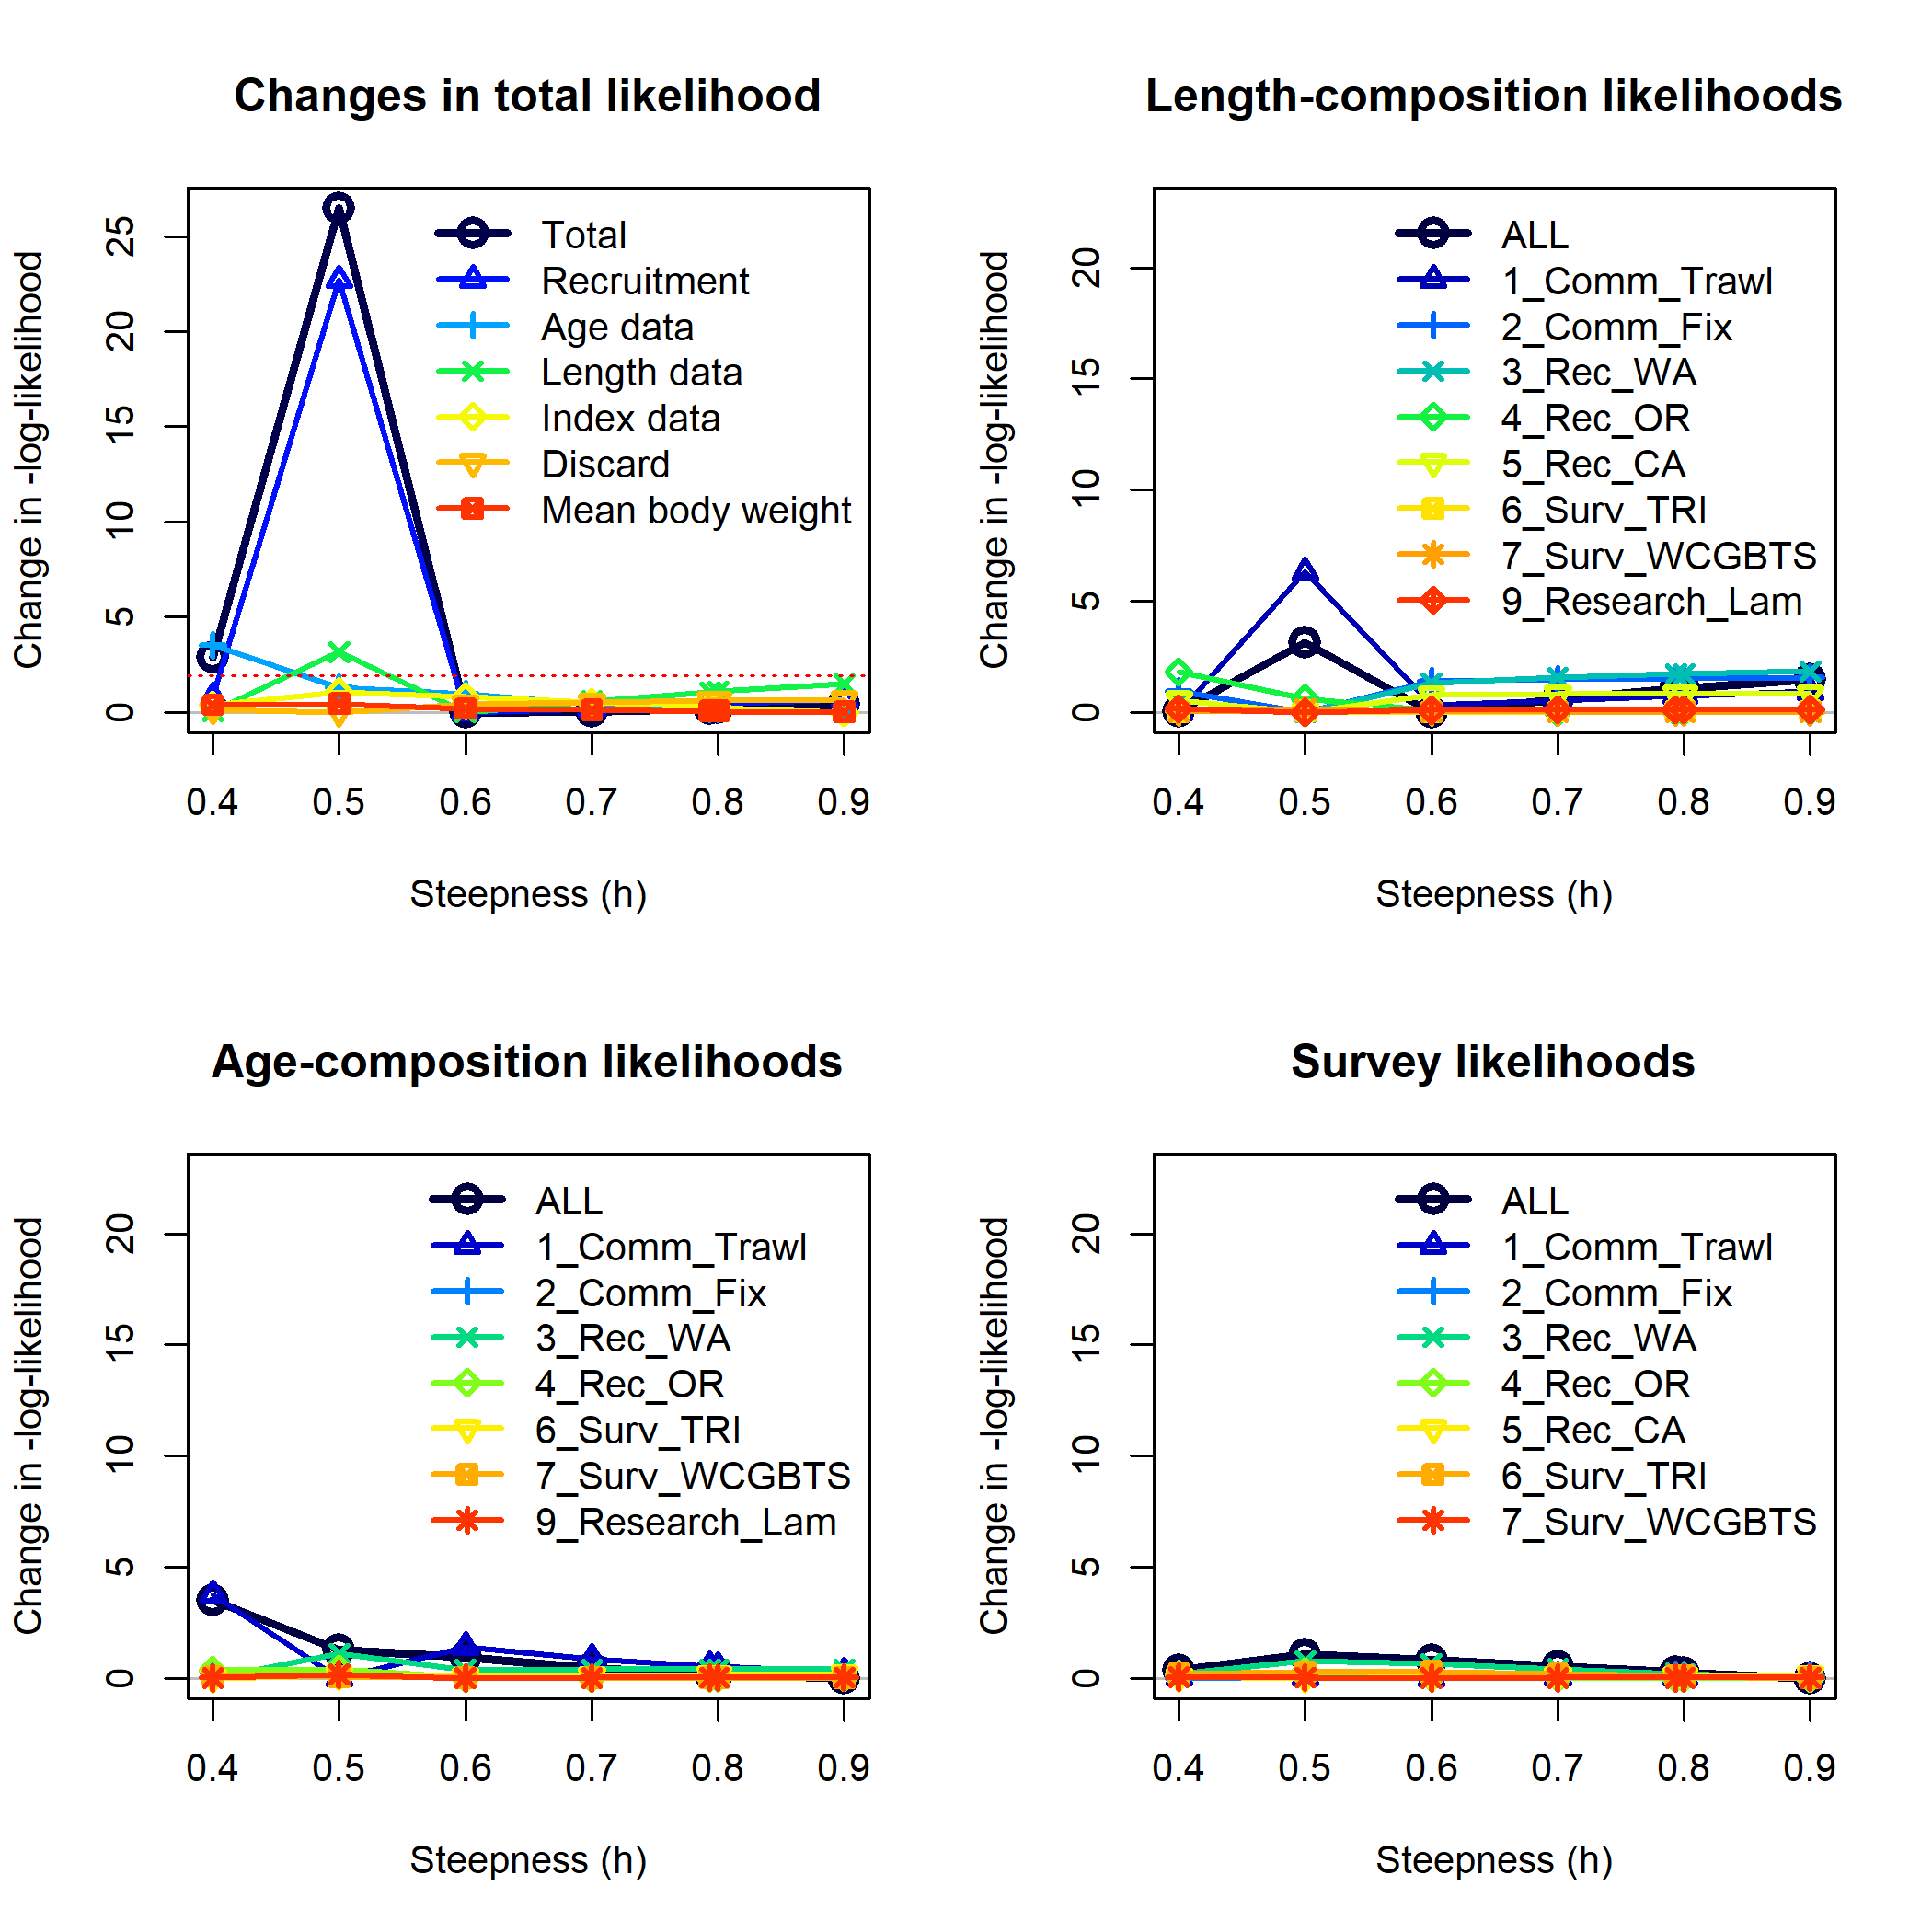 Changes in total likelihood
Change in -log-likelihood
25
20
15
10
5
0
Total
Recruitment
Age data
Length data
Index data
Discard
Mean body weight
0.4 0.5 0.6 0.7 0.8 0.9
Steepness (h)
Length-composition likelihoods
Change in -log-likelihood
20
15
10
5
0
ALL
1_Comm_Trawl
2_Comm_Fix
3_Rec_WA
4_Rec_OR
5_Rec_CA
6_Surv_TRI
7_Surv_WCGBTS
9_Research_Lam
0.4 0.5 0.6 0.7 0.8 0.9
Steepness (h)
Age-composition likelihoods
Change in -log-likelihood
20
15
10
5
0
ALL
1_Comm_Trawl
2_Comm_Fix
3_Rec_WA
4_Rec_OR
6_Surv_TRI
7_Surv_WCGBTS
9_Research_Lam
0.4 0.5 0.6 0.7 0.8 0.9
Steepness (h)
Survey likelihoods
Change in -log-likelihood
20
15
10
5
0
ALL
1_Comm_Trawl
2_Comm_Fix
3_Rec_WA
4_Rec_OR
5_Rec_CA
6_Surv_TRI
7_Surv_WCGBTS
0.4 0.5 0.6 0.7 0.8 0.9
Steepness (h)